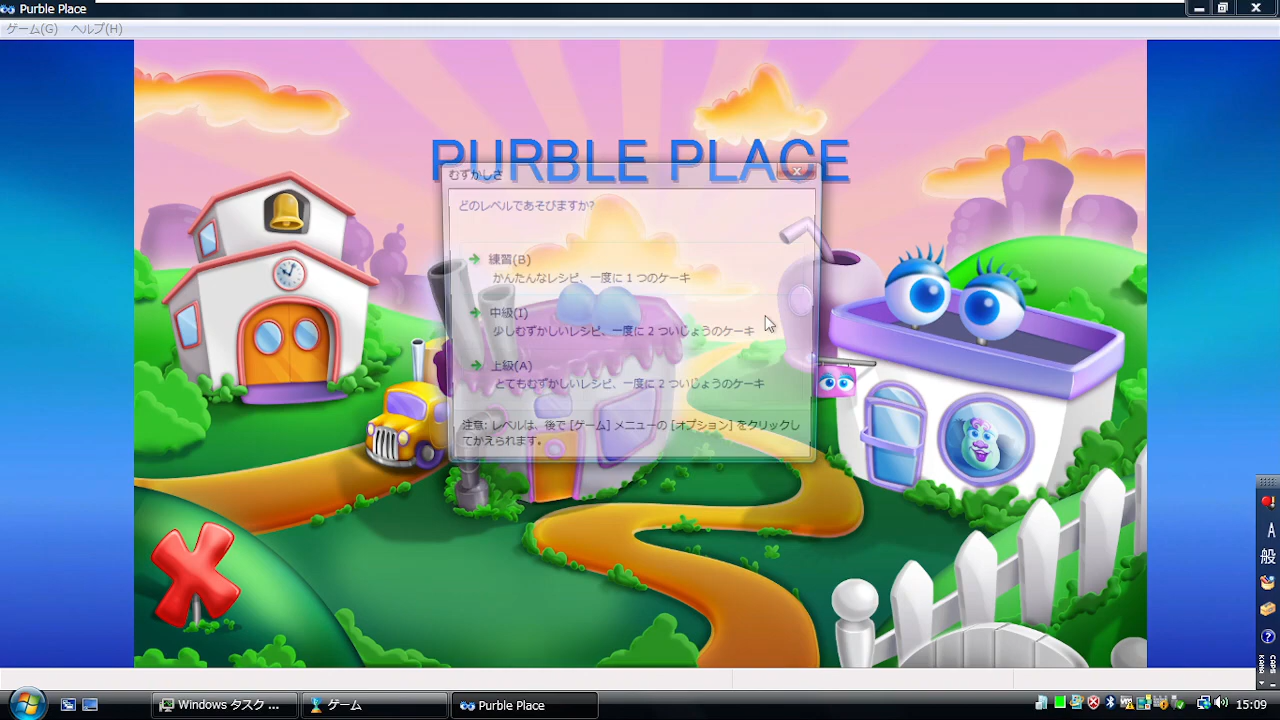 Purble Place
ゲーム(G) ヘルプ(H)
PURBLE PLACE
むずかしさ
どのレベルであそびますか?
練習(B)
かんたんなレシピ、一度に 1 つのケーキ
中級(I)
少しむずかしいレシピ、一度に 2 ついじょうのケーキ
上級(A)
とてもむずかしいレシピ、一度に 2 ついじょうのケーキ
注意: レベルは、後で [ゲーム] メニューの [オプション] をクリックし
てかえられます。
A
般
CAPS
KANA
Windows タスク ...
ゲーム
Purble Place
15:09